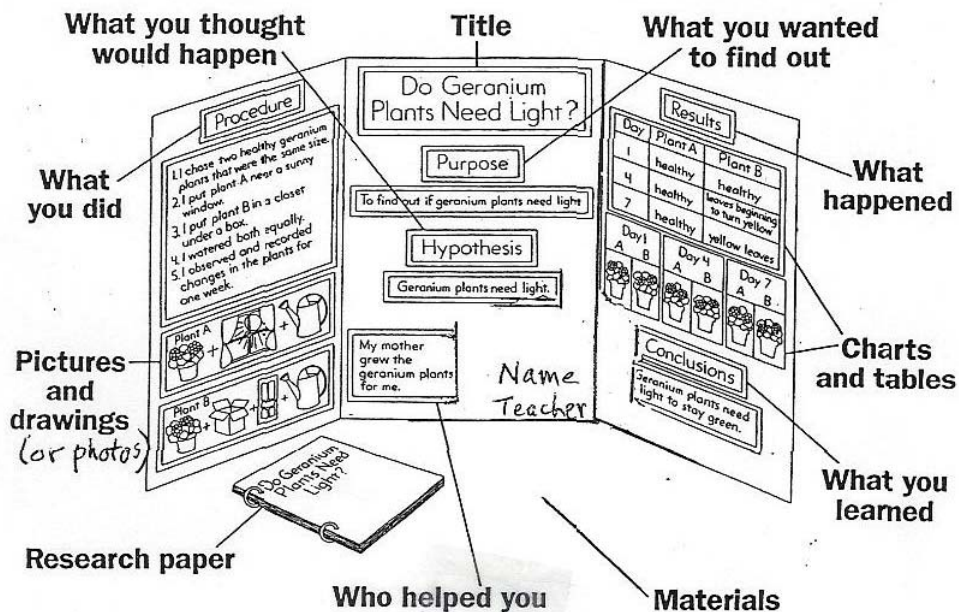 What you thought
would happen
Title
What you wanted
to find out
What
you did
Pictures
and
drawings
(or photos)
Research paper
Who helped you
Materials
What you
learned
Charts
and tables
What
happened
Procedure
1. I chose two healthy geranium
plants that were the same size.
2. I put plant A near a sunny
window.
3. I put plant B in a closet
under a box.
4. I watered both equally.
5. I observed and recorded
changes in the plants for
one week.
Plant A
+
+
Plant B
+
+
+
Do Geranium
Plants Need Light?
Purpose
To find out if geranium plants need light
Hypothesis
Geranium plants need light.
My mother
grew the
geranium plants
for me.
Name
Teacher
Results
Day Plant A Plant B
1 healthy healthy
4 healthy leaves beginning
to turn yellow
7 healthy yellow leaves
Day 1 Day 4 Day 7
A B A B A B
Conclusions
Geranium plants need
light to stay green.
Do Geranium
Plants Need
Light?